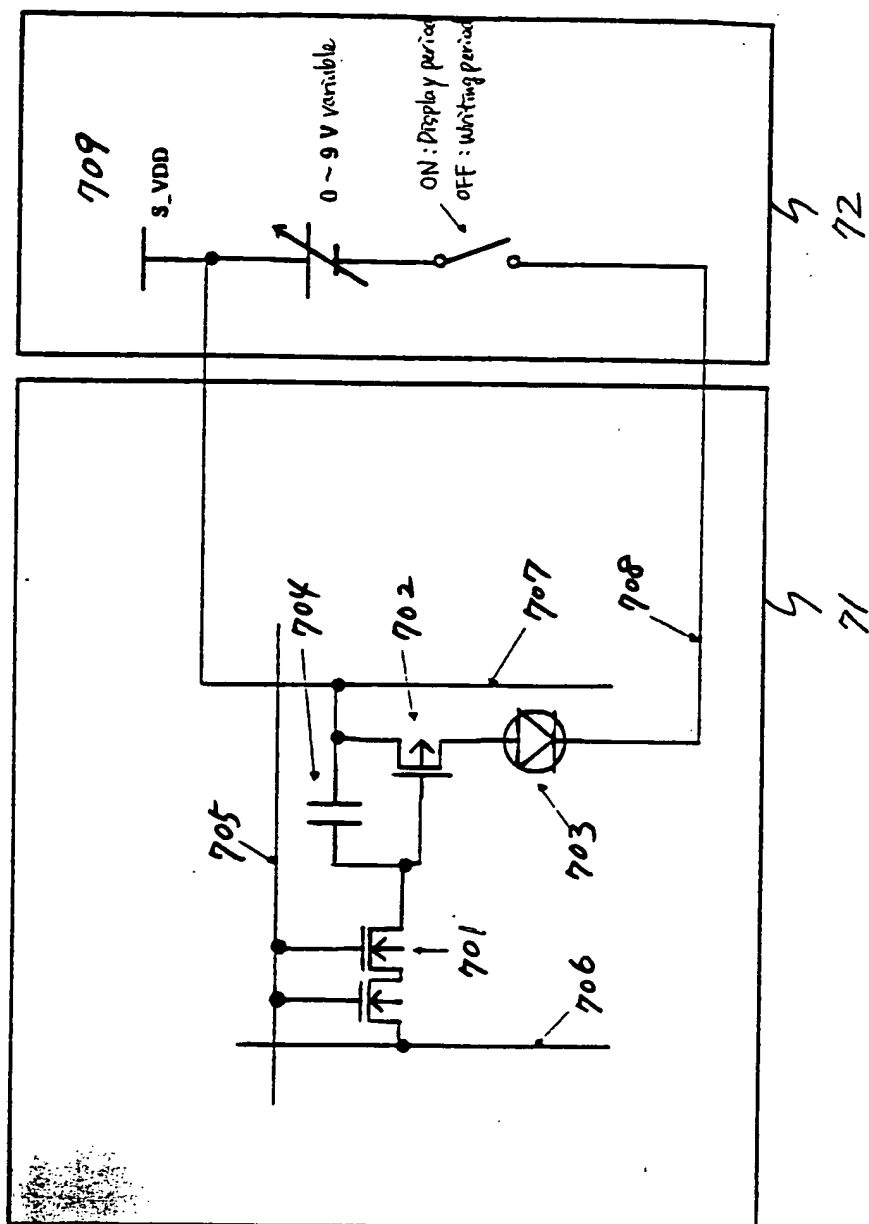 709
S_VDD
0 ~ 9 V variable
ON : Display period
OFF : Writing period
72
704
702
707
708
71
705
701
703
706